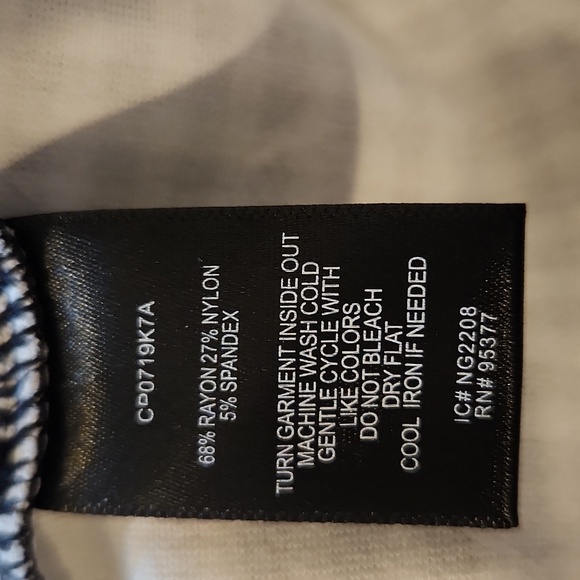 CP0719K7A
68% RAYON 27% NYLON
5% SPANDEX
TURN GARMENT INSIDE OUT
MACHINE WASH COLD
GENTLE CYCLE WITH
LIKE COLORS
DO NOT BLEACH
DRY FLAT
COOL IRON IF NEEDED
IC# NG2208
RN# 95377